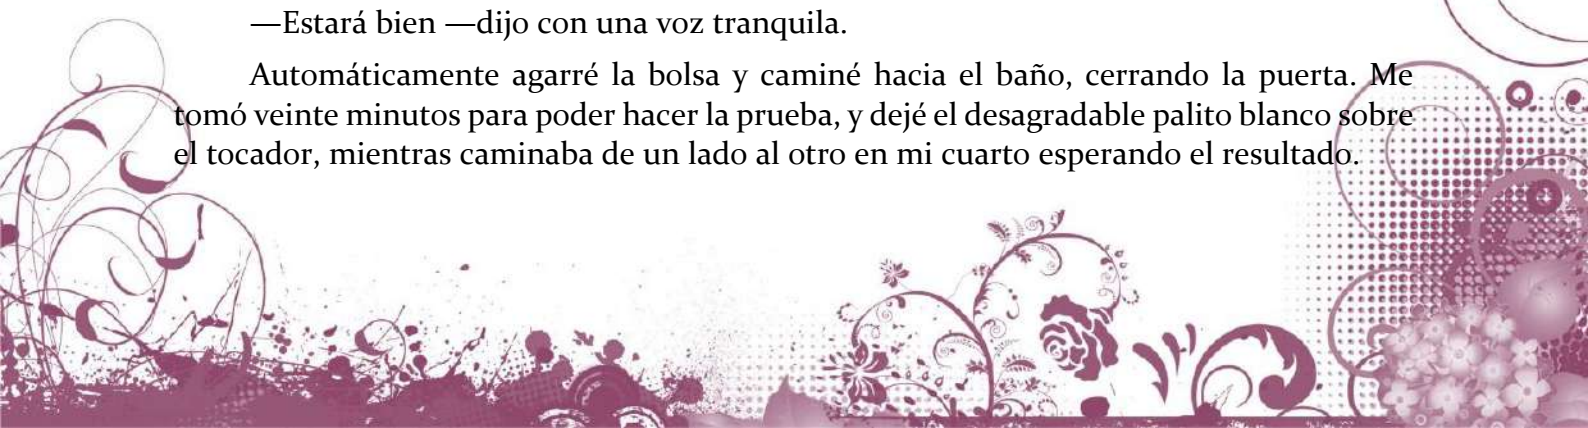 —Estará bien —dijo con una voz tranquila.
Automáticamente agarré la bolsa y caminé hacia el baño, cerrando la puerta. Me
tomó veinte minutos para poder hacer la prueba, y dejé el desagradable palito blanco sobre
el tocador, mientras caminaba de un lado al otro en mi cuarto esperando el resultado.